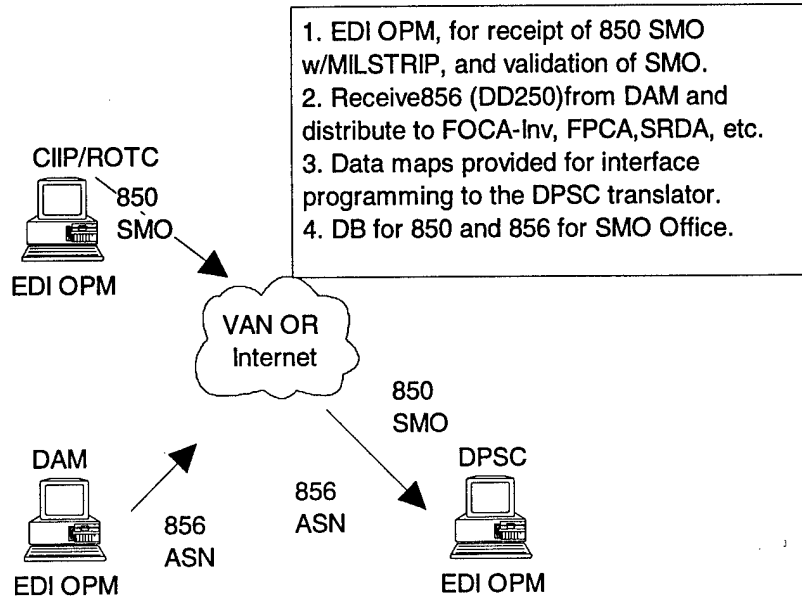 1. EDI OPM, for receipt of 850 SMO
w/MILSTRIP, and validation of SMO.
2. Receive856 (DD250)from DAM and
distribute to FOCA-Inv, FPCA,SRDA, etc.
3. Data maps provided for interface
programming to the DPSC translator.
4. DB for 850 and 856 for SMO Office.
CIIP/ROTC
850
SMO
EDI OPM
VAN OR
Internet
850
SMO
DAM
856
ASN
EDI OPM
856
ASN
DPSC
EDI OPM